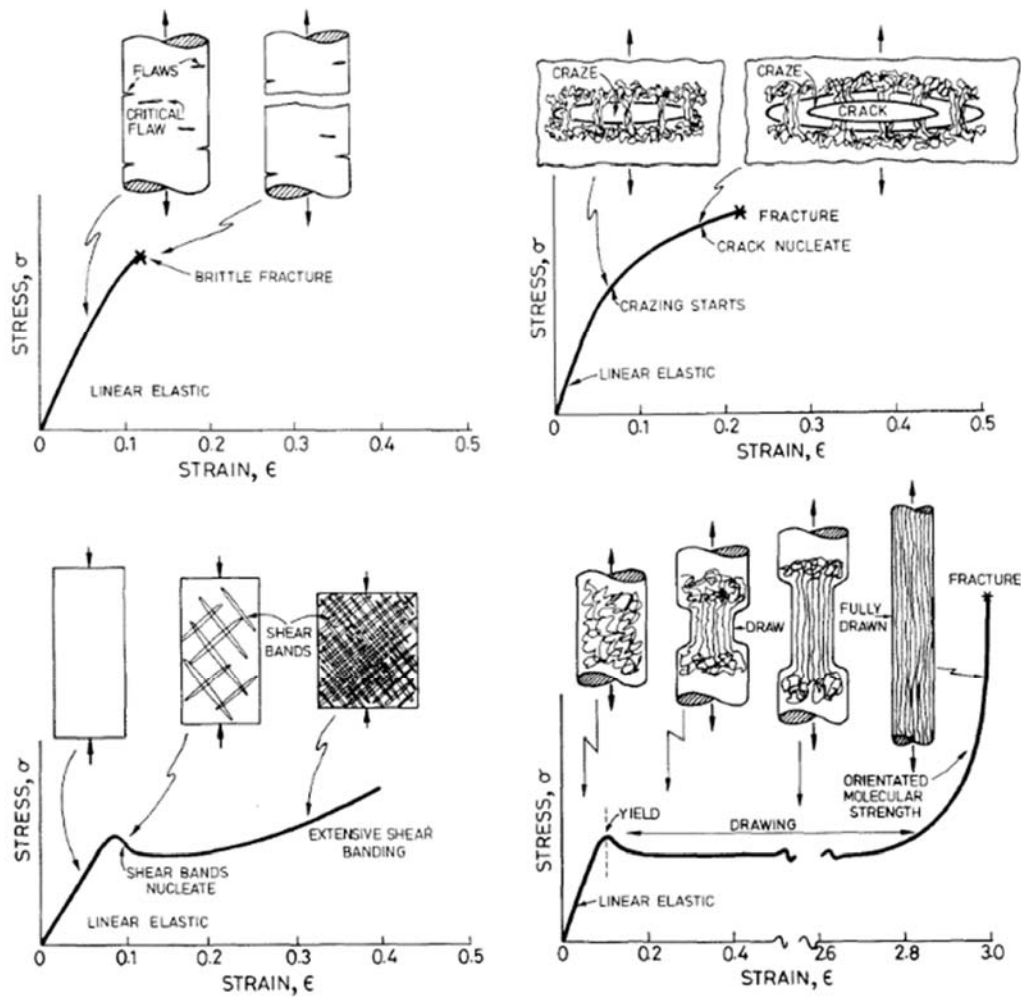 FLAWS
CRITICAL
FLAW
BRITTLE FRACTURE
LINEAR ELASTIC
STRESS, σ
0 0.1 0.2 0.3 0.4 0.5
STRAIN, ϵ
CRAZE
CRAZE
CRACK
FRACTURE
CRACK NUCLEATE
CRAZING STARTS
LINEAR ELASTIC
STRESS, σ
0 0.1 0.2 0.3 0.4 0.5
STRAIN, ϵ
SHEAR
BANDS
EXTENSIVE SHEAR
BANDING
SHEAR BANDS
NUCLEATE
LINEAR ELASTIC
STRESS, σ
0 0.1 0.2 0.3 0.4 0.5
STRAIN, ϵ
FRACTURE
DRAW
FULLY
DRAWN
ORIENTATED
MOLECULAR
STRENGTH
YIELD
DRAWING
LINEAR ELASTIC
STRESS, σ
0 0.2 0.4 2.6 2.8 3.0
STRAIN, ϵ